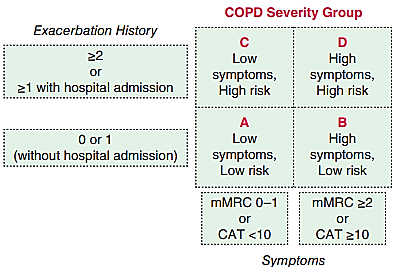 COPD Severity Group
Exacerbation History
≥2
or
≥1 with hospital admission
C
Low
symptoms,
High risk
D
High
symptoms,
High risk
0 or 1
(without hospital admission)
A
Low
symptoms,
Low risk
B
High
symptoms,
Low risk
mMRC 0–1
or
CAT <10
mMRC ≥2
or
CAT ≥10
Symptoms